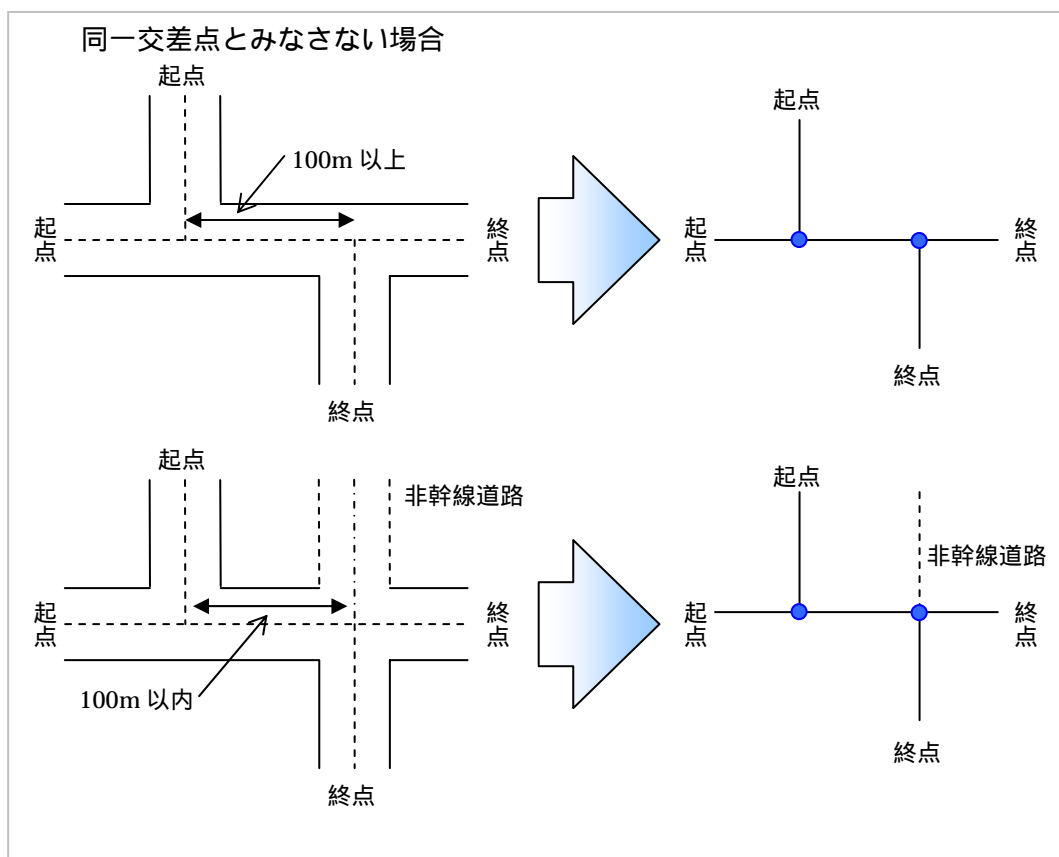 同一交差点とみなさない場合
起点
100m 以上
起点
終点
終点
起点
起点
終点
終点
起点
非幹線道路
起点
終点
100m 以内
終点
起点
非幹線道路
起点
終点
終点